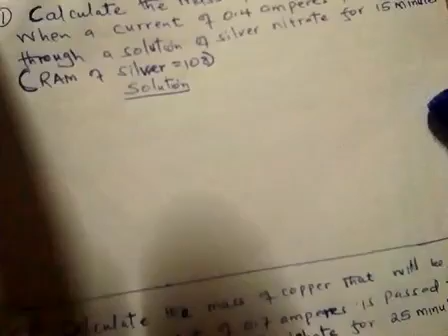 ① Calculate the mass
When a current of 0.4 amperes
through a solution of silver nitrate for 15 minutes
(RAM of silver = 108)
Solution
Calculate the mass of copper that will be
of 0.7 amperes is passed
for 25 minu